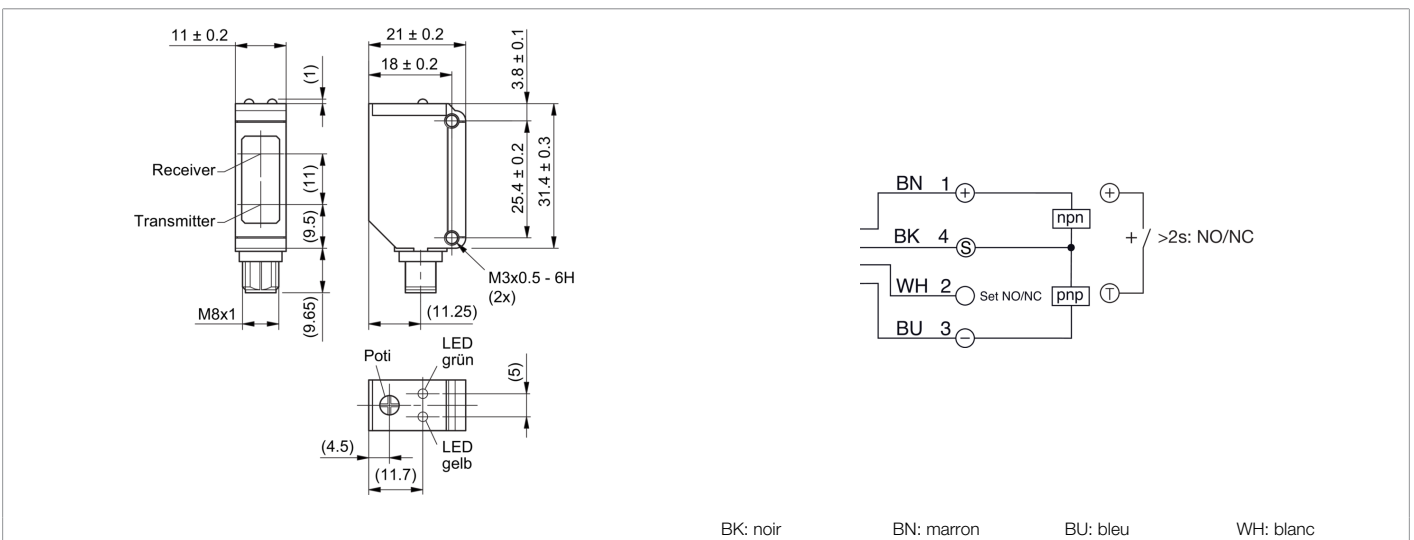 11 ± 0.2
21 ± 0.2
18 ± 0.2
3.8 ± 0.1
(1)
Receiver
(11)
Transmitter
(9.5)
25.4 ± 0.2
31.4 ± 0.3
M3x0.5 - 6H
(2x)
M8x1
(9.65)
(11.25)
Poti
LED
grün
(5)
(4.5)
(11.7)
LED
gelb
BN 1 +
npn
+
BK 4 S
+ >2s: NO/NC
WH 2 Set NO/NC
pnp
T
BU 3 −
BK: noir BN: marron BU: bleu WH: blanc